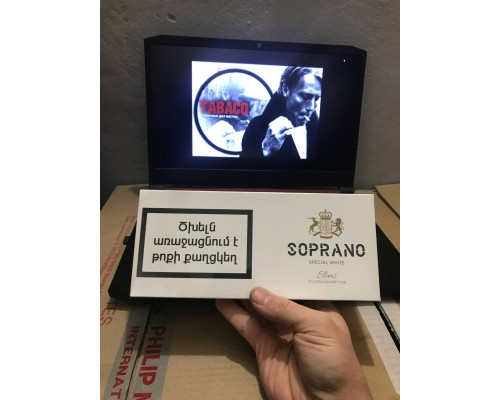 TABACO
Ծխելն
առաջացնում է
թոքի քաղցկեղ
SOPRANO
SPECIAL WHITE
Slims
FILTER CIGARETTES
PHILIP M
INTERNAT